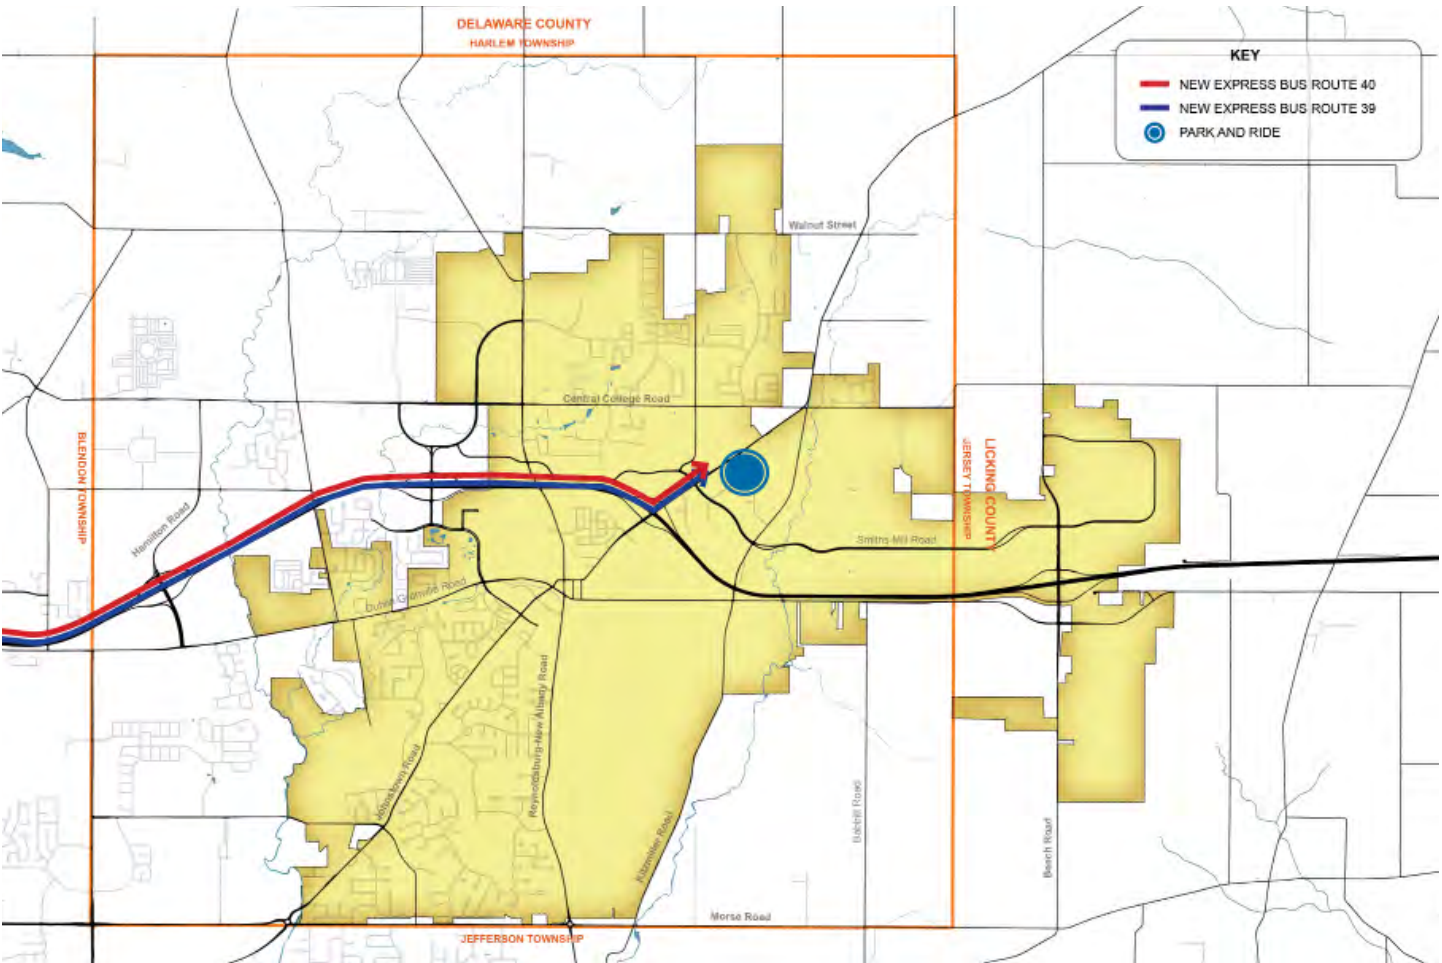 DELAWARE COUNTY
HARLEM TOWNSHIP
KEY
NEW EXPRESS BUS ROUTE 40
NEW EXPRESS BUS ROUTE 39
PARK AND RIDE
Walnut Street
Central College Road
BLENDON TOWNSHIP
LICKING COUNTY
JERSEY TOWNSHIP
Hamilton Road
Smiths Mill Road
Dublin Granville Road
Reynoldsburg-New Albany Road
Johnstown Road
Kitzmiller Road
Babbitt Road
Beech Road
Morse Road
JEFFERSON TOWNSHIP